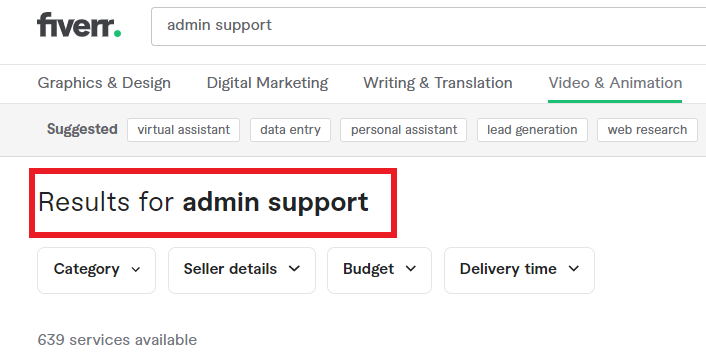 fiverr.
admin support
Graphics & Design Digital Marketing Writing & Translation Video & Animation
Suggested virtual assistant data entry personal assistant lead generation web research
Results for admin support
Category Seller details Budget Delivery time
639 services available